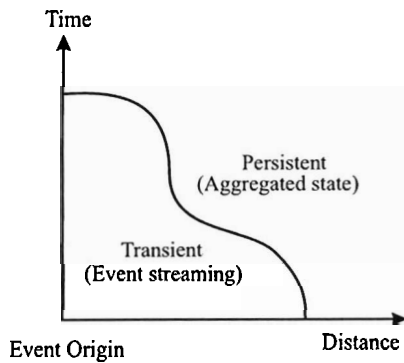 Time
Persistent
(Aggregated state)
Transient
(Event streaming)
Event Origin
Distance